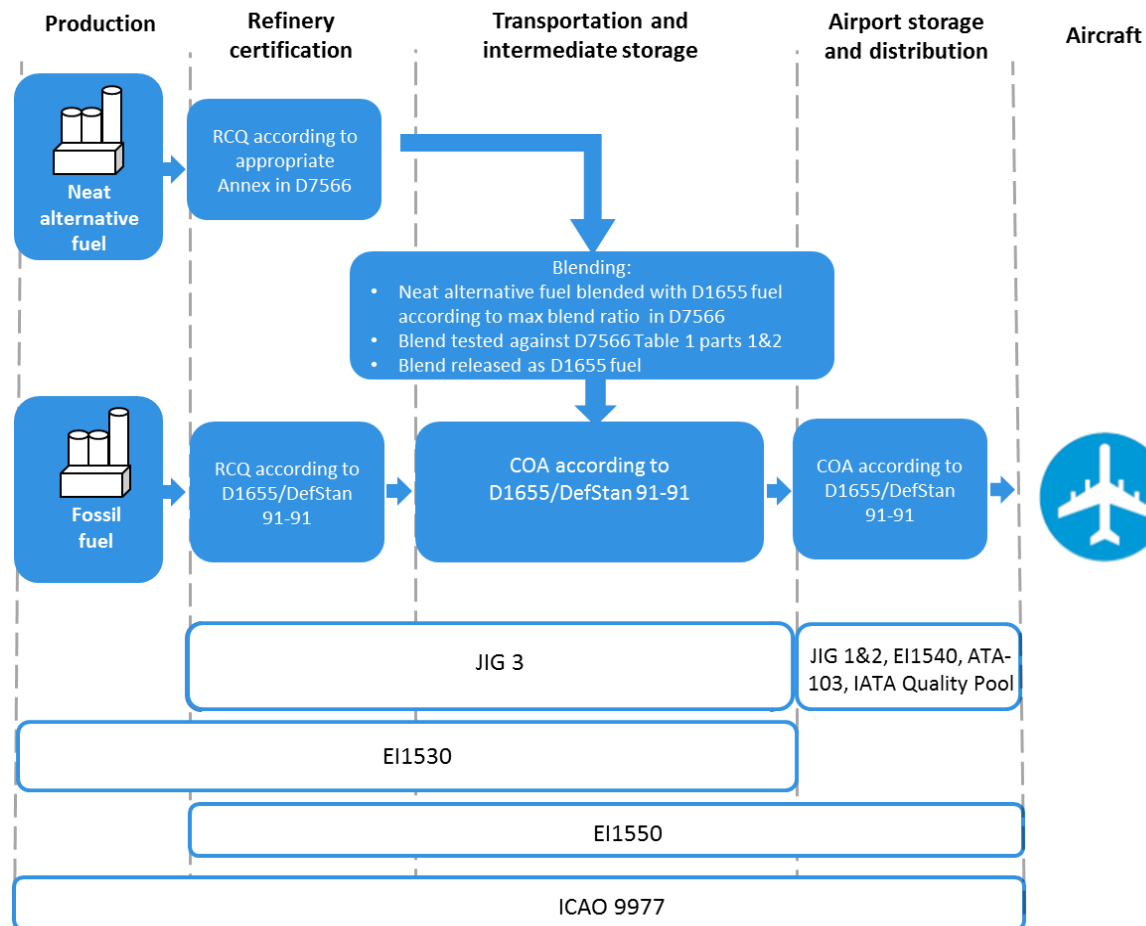 Production
Refinery
certification
Transportation and
intermediate storage
Airport storage
and distribution
Aircraft
Neat
alternative
fuel
RCQ according to
appropriate
Annex in D7566
Blending:
• Neat alternative fuel blended with D1655 fuel
according to max blend ratio in D7566
• Blend tested against D7566 Table 1 parts 1&2
• Blend released as D1655 fuel
Fossil
fuel
RCQ according to
D1655/DefStan
91-91
COA according to
D1655/DefStan 91-91
COA according to
D1655/DefStan
91-91
JIG 3
JIG 1&2, EI1540, ATA-
103, IATA Quality Pool
EI1530
EI1550
ICAO 9977